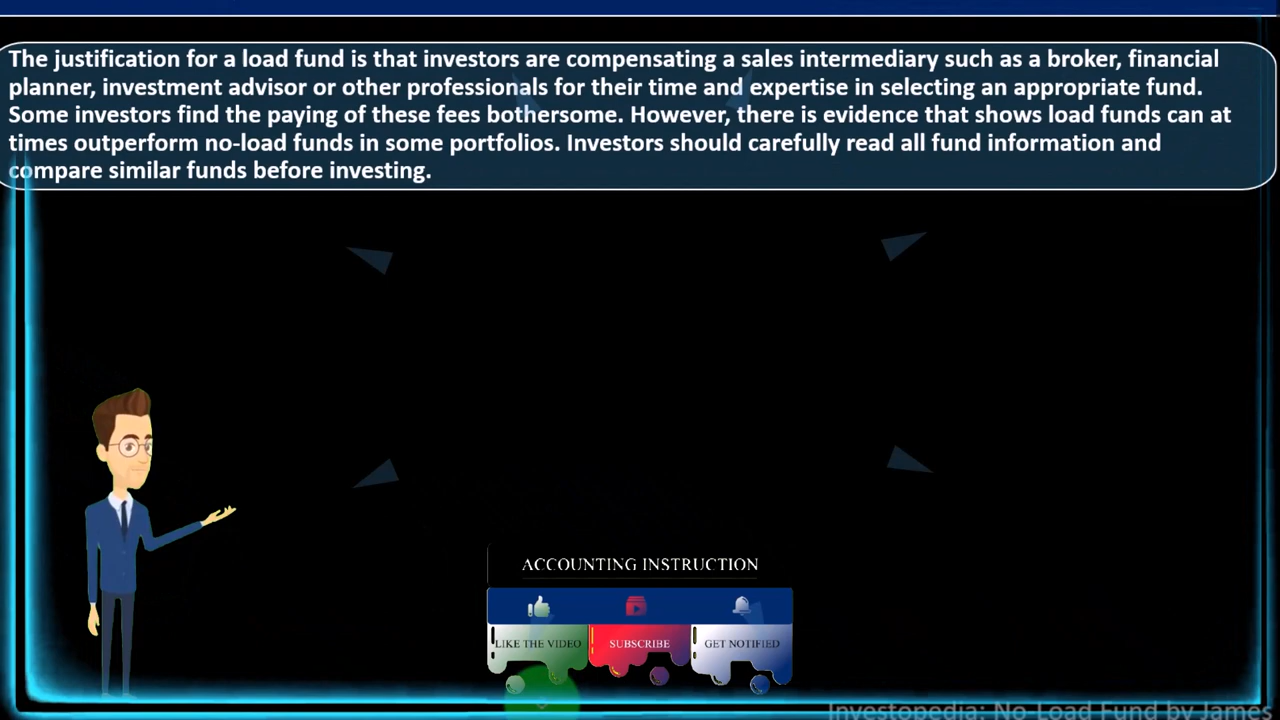 The justification for a load fund is that investors are compensating a sales intermediary such as a broker, financial
planner, investment advisor or other professionals for their time and expertise in selecting an appropriate fund.
Some investors find the paying of these fees bothersome. However, there is evidence that shows load funds can at
times outperform no-load funds in some portfolios. Investors should carefully read all fund information and
compare similar funds before investing.
ACCOUNTING INSTRUCTION
LIKE THE VIDEO
SUBSCRIBE
GET NOTIFIED
Investopedia: No-Load Fund by James